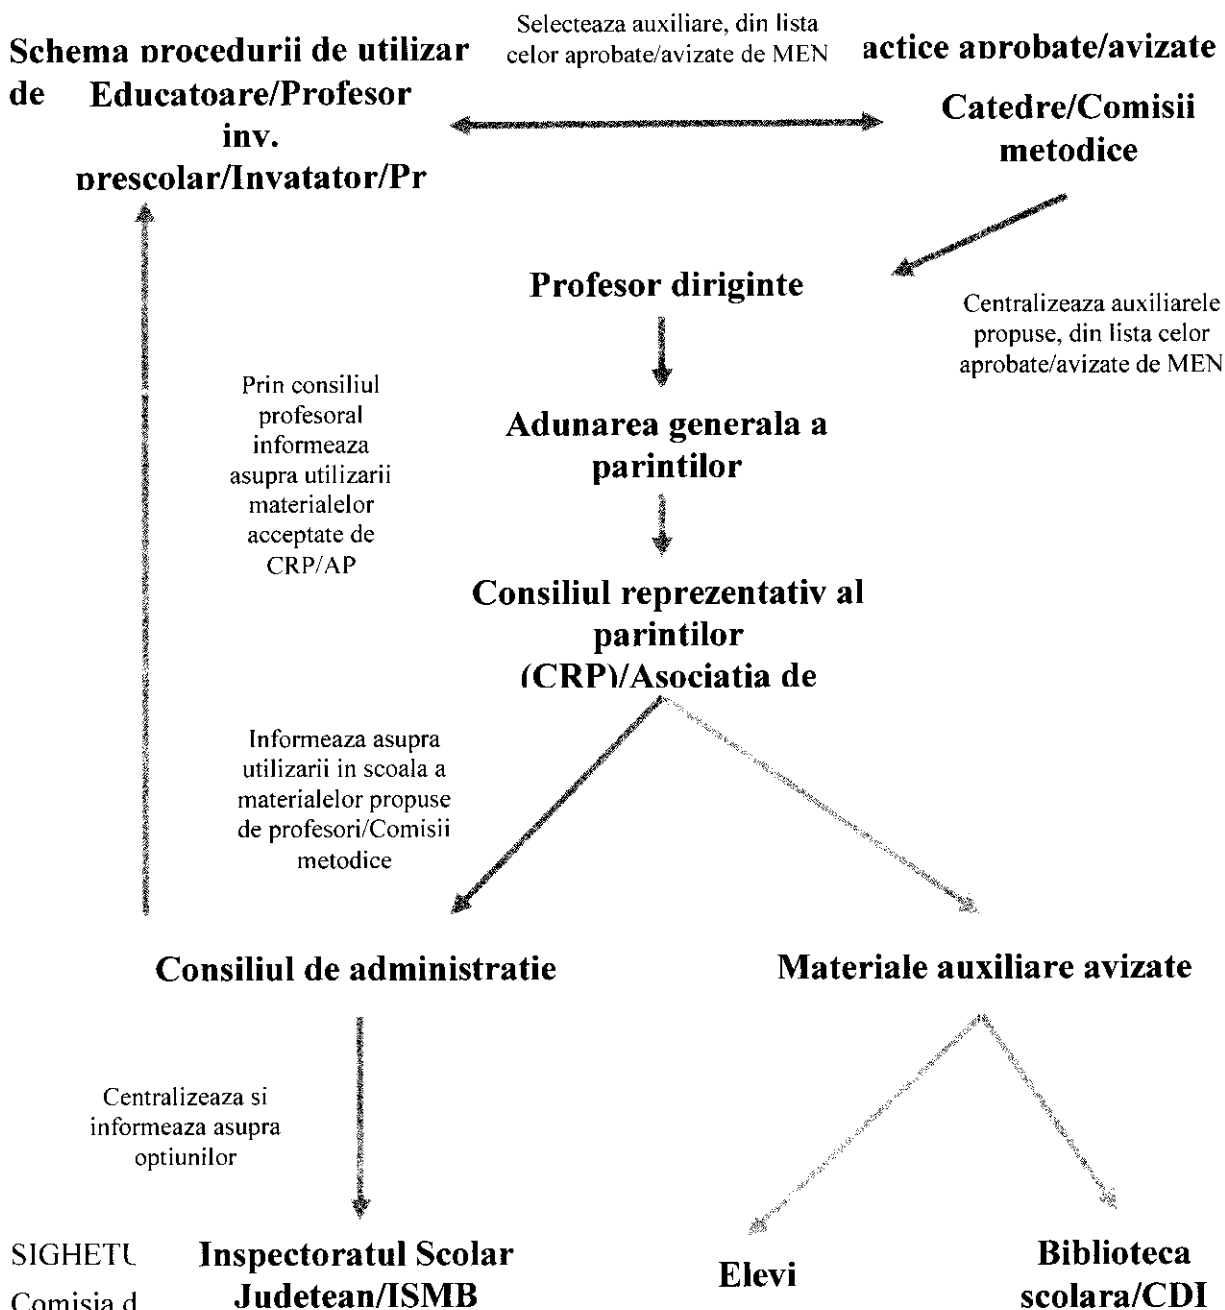 Selecteaza auxiliare, din lista
celor aprobate/avizate de MEN
Schema procedurii de utilizar
actice aprobate/avizate
de
Educatoare/Profesor
inv.
prescolar/Invatator/Pr
Catedre/Comisii
metodice
Profesor diriginte
Centralizeaza auxiliarele
propuse, din lista celor
aprobate/avizate de MEN
Prin consiliul
profesoral
informeaza
asupra utilizarii
materialelor
acceptate de
CRP/AP
Adunarea generala a
parintilor
Consiliul reprezentativ al
parintilor
(CRP)/Asociatia de
Informeaza asupra
utilizarii in scoala a
materialelor propuse
de profesori/Comisii
metodice
Consiliul de administratie
Materiale auxiliare avizate
Centralizeaza si
informeaza asupra
optiunilor
SIGHETU
Comisia d
Inspectoratul Scolar
Judetean/ISMB
Elevi
Biblioteca
scolara/CDI